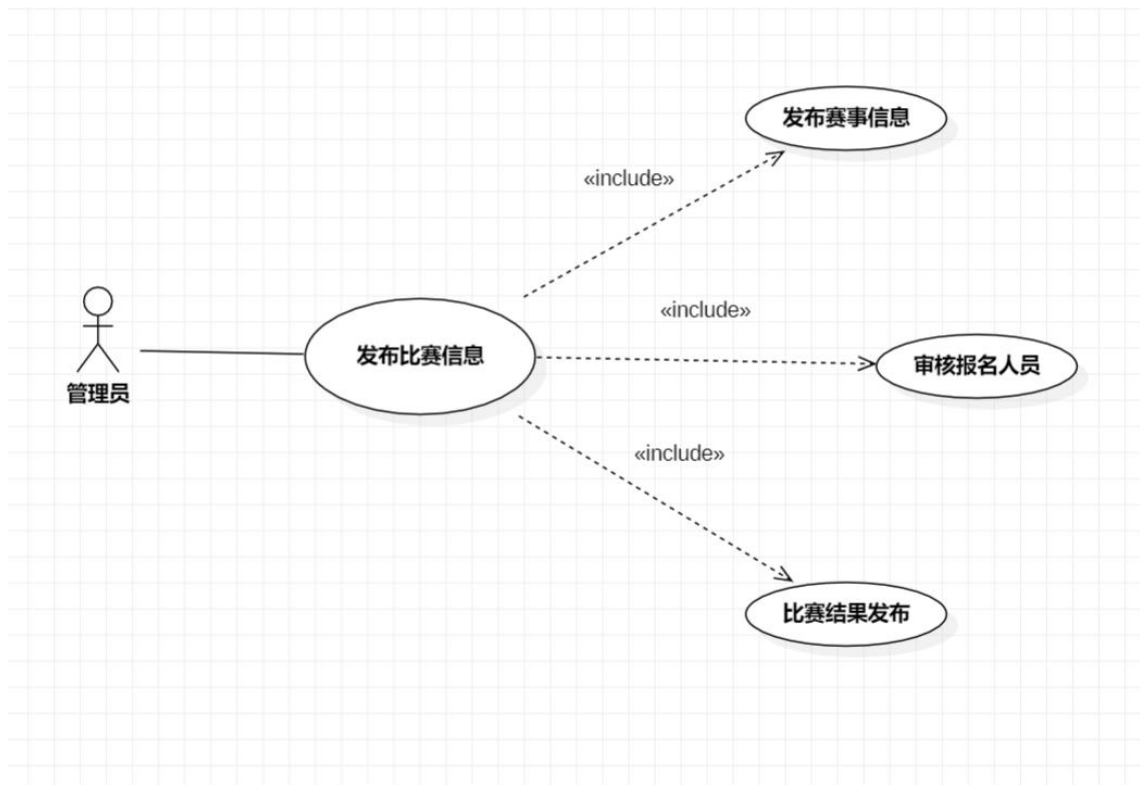 发布赛事信息
«include»
«include»
发布比赛信息
审核报名人员
管理员
«include»
比赛结果发布